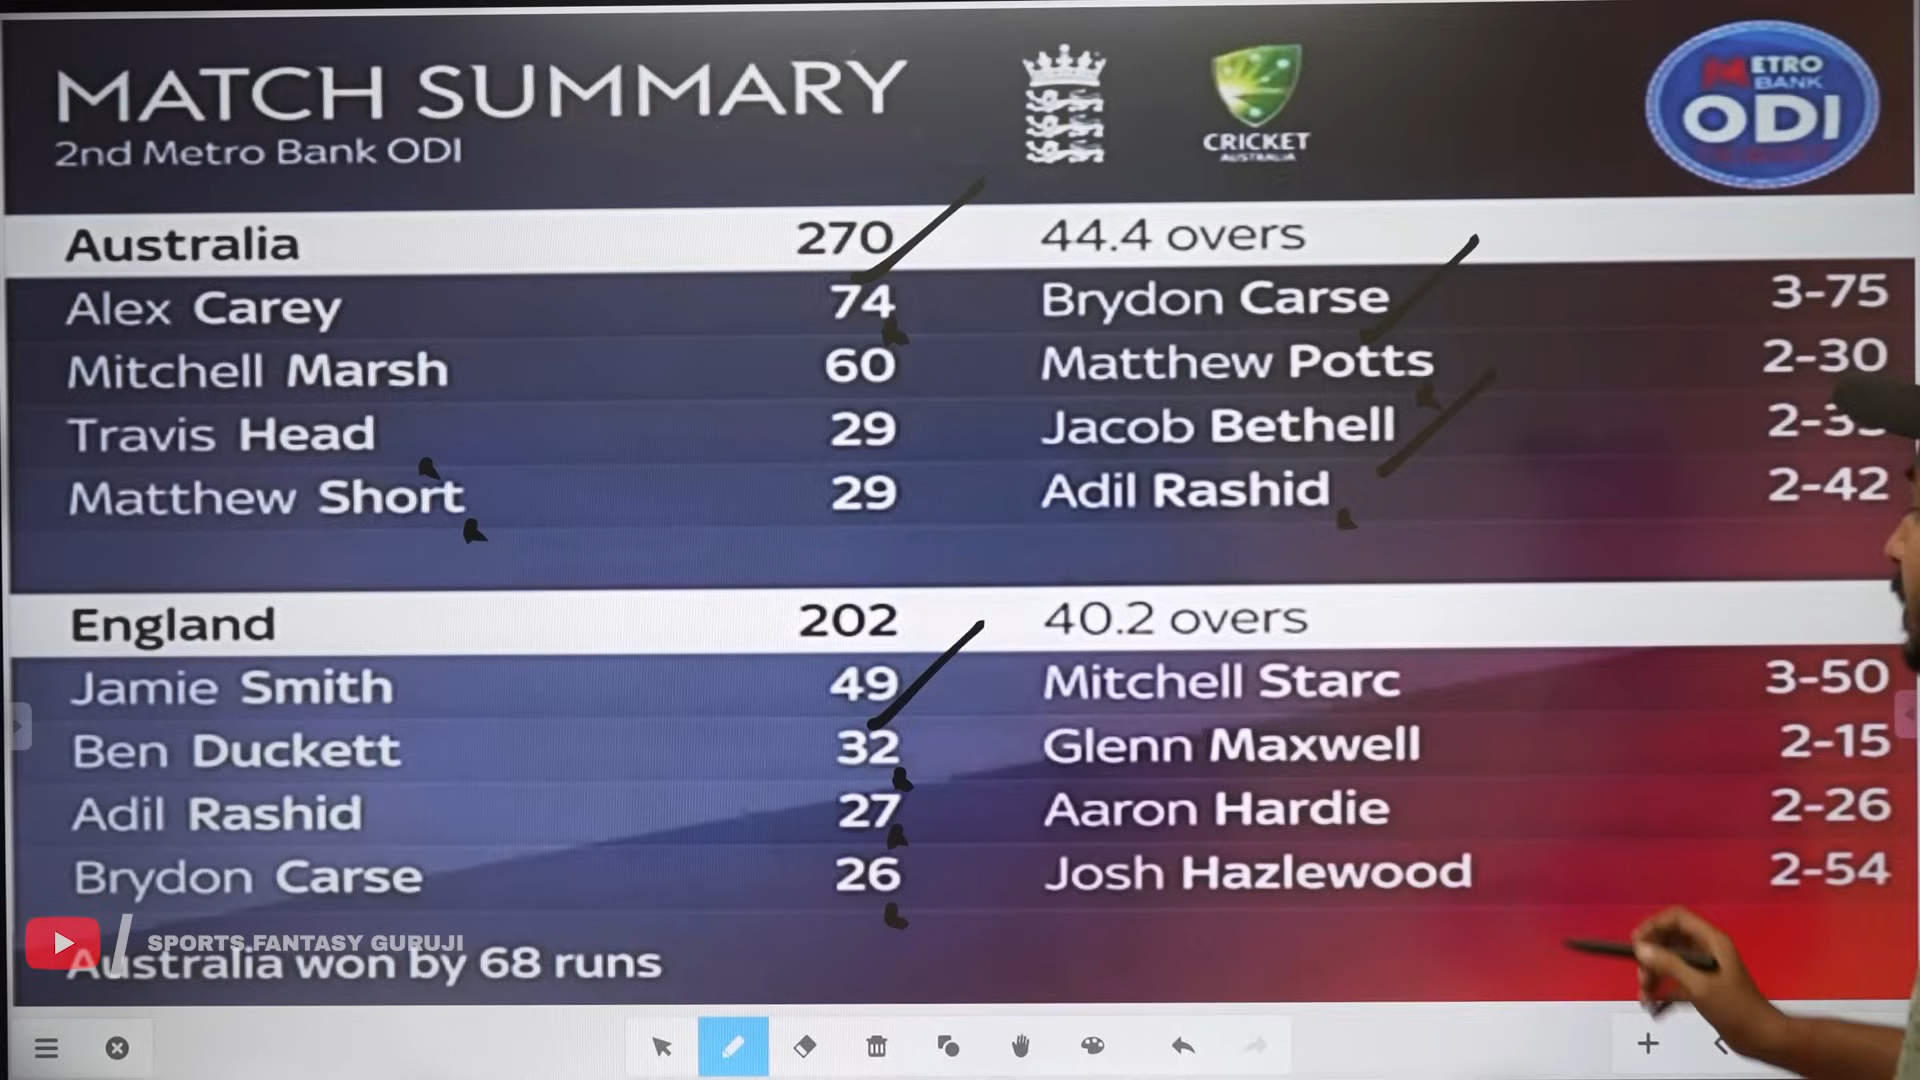 MATCH SUMMARY
2nd Metro Bank ODI
CRICKET
AUSTRALIA
METRO
BANK
ODI
Australia 270 44.4 overs
Alex Carey 74 Brydon Carse 3-75
Mitchell Marsh 60 Matthew Potts 2-30
Travis Head 29 Jacob Bethell
Matthew Short 29 Adil Rashid 2-42
England 202 40.2 overs
Jamie Smith 49 Mitchell Starc 3-50
Ben Duckett 32 Glenn Maxwell 2-15
Adil Rashid 27 Aaron Hardie 2-26
Brydon Carse 26 Josh Hazlewood 2-54
SPORTS FANTASY GURUJI
Australia won by 68 runs